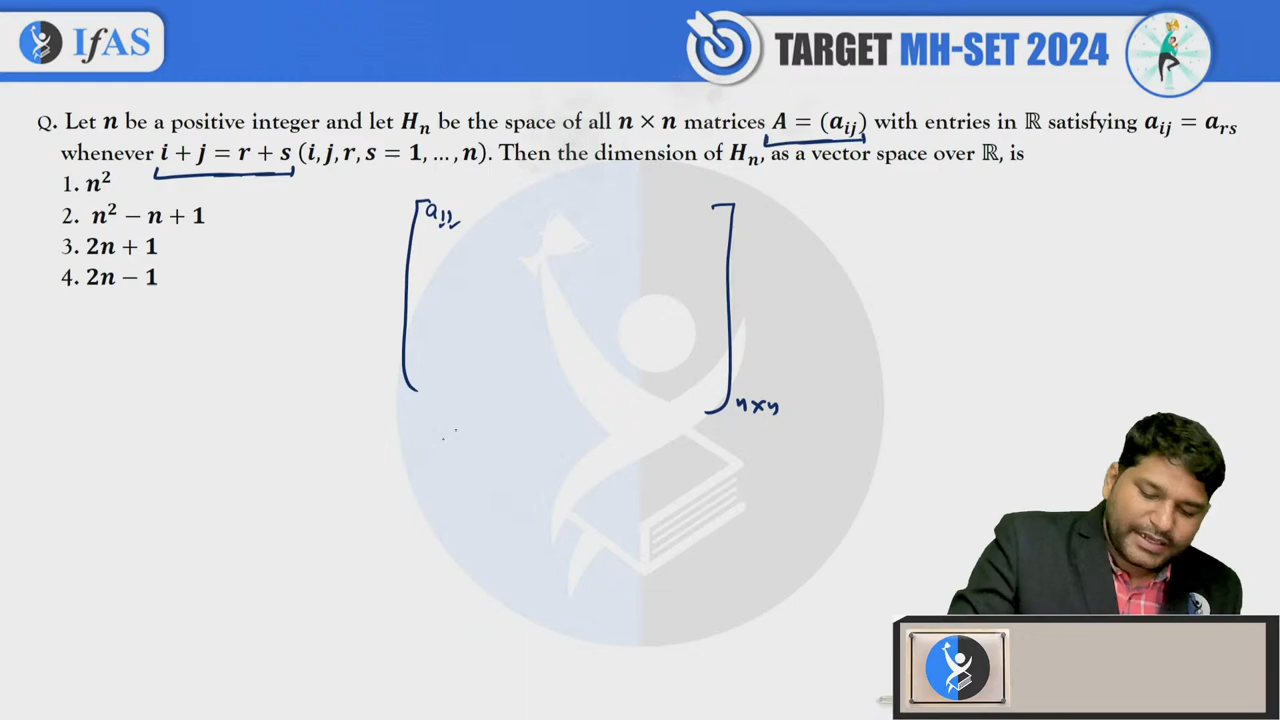 IfAS
TARGET MH-SET 2024
Q. Let n be a positive integer and let Hₙ be the space of all n × n matrices A = (aᵢⱼ) with entries in ℝ satisfying aᵢⱼ = aᵣₛ
whenever i + j = r + s (i, j, r, s = 1, … , n). Then the dimension of Hₙ, as a vector space over ℝ, is
1. n²
2. n² − n + 1
3. 2n + 1
4. 2n − 1
a₁₁
n×n